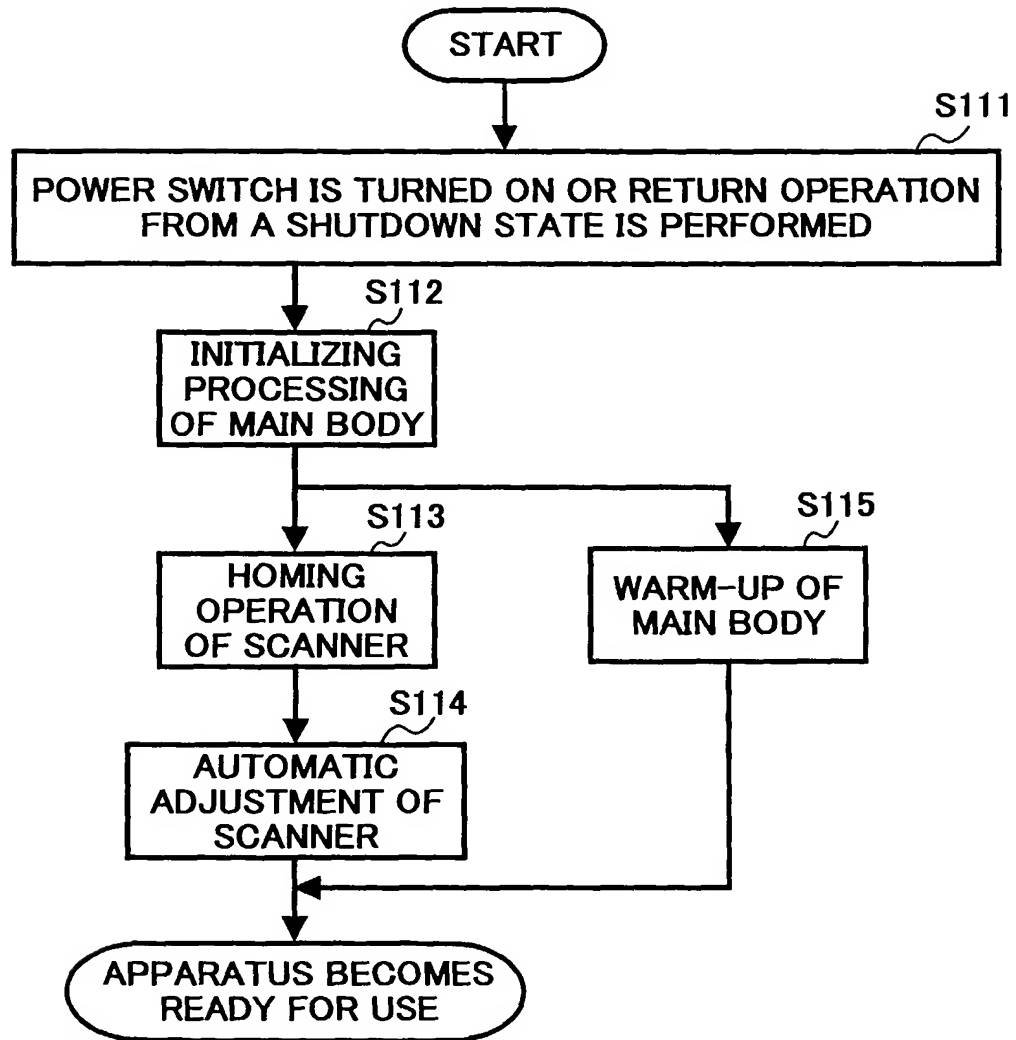 START
S111
POWER SWITCH IS TURNED ON OR RETURN OPERATION
FROM A SHUTDOWN STATE IS PERFORMED
S112
INITIALIZING
PROCESSING
OF MAIN BODY
S113
HOMING
OPERATION
OF SCANNER
S115
WARM-UP OF
MAIN BODY
S114
AUTOMATIC
ADJUSTMENT OF
SCANNER
APPARATUS BECOMES
READY FOR USE